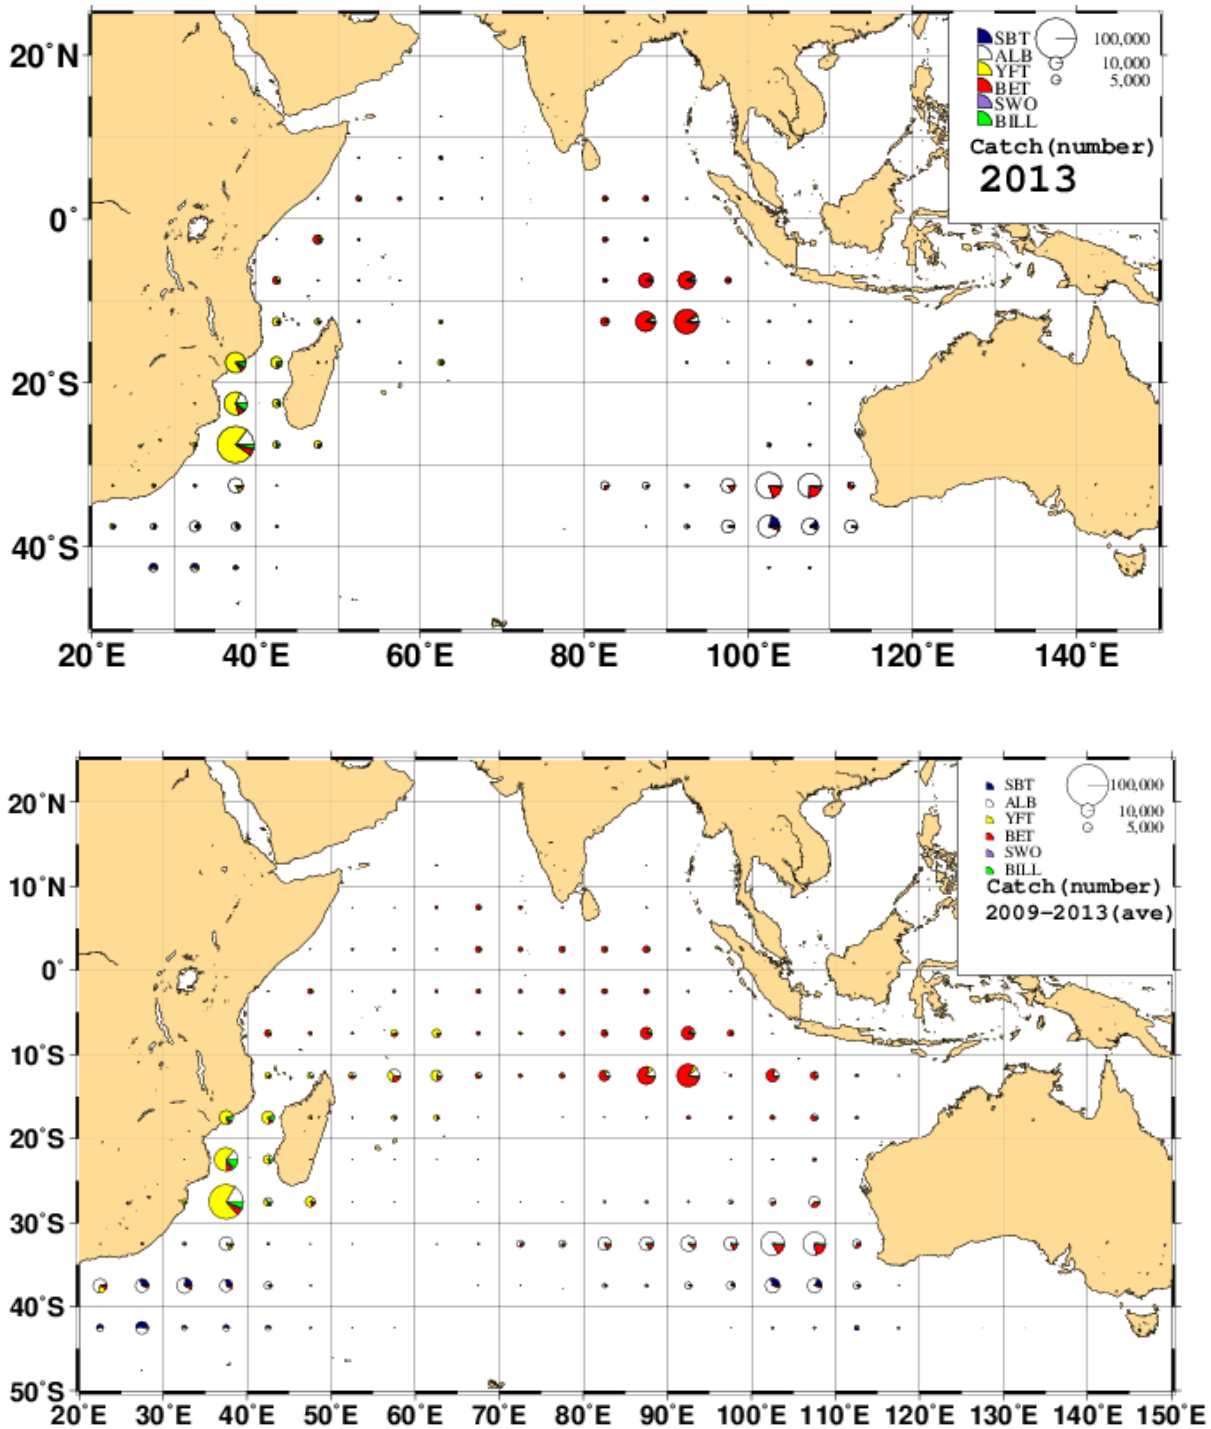 20°N
0°
20°S
40°S
20°E 40°E 60°E 80°E 100°E 120°E 140°E
SBT
ALB
YFT
BET
SWO
BILL
100,000
10,000
5,000
Catch(number)
2013
20°N
10°N
0°
10°S
20°S
30°S
40°S
50°S
20°E 30°E 40°E 50°E 60°E 70°E 80°E 90°E 100°E 110°E 120°E 130°E 140°E 150°E
SBT
ALB
YFT
BET
SWO
BILL
100,000
10,000
5,000
Catch(number)
2009-2013(ave)